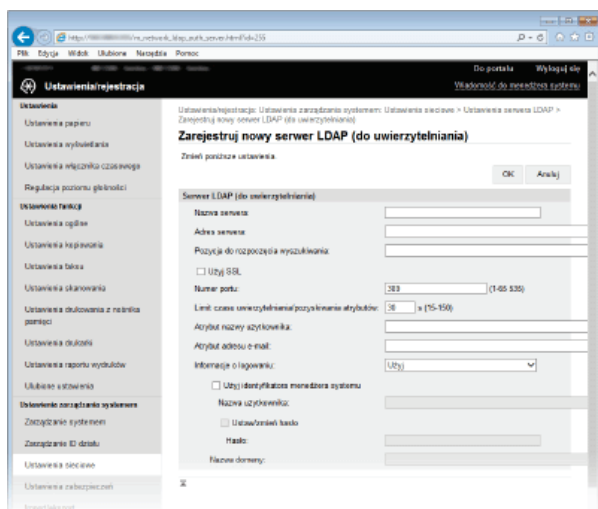 http://
/m_network_ldap_auth_server.html?id=255
Plik Edycja Widok Ulubione Narzędzia Pomoc
Do portalu Wyloguj się
Ustawienia/rejestracja
Wiadomość do menedżera systemu
Ustawienia
Ustawienia papieru
Ustawienia wyświetlania
Ustawienia włącznika czasowego
Regulacja poziomu głośności
Ustawienia funkcji
Ustawienia ogólne
Ustawienia kopiowania
Ustawienia faksu
Ustawienia skanowania
Ustawienia drukowania z nośnika
pamięci
Ustawienia drukarki
Ustawienia raportu wydruków
Ulubione ustawienia
Ustawienia zarządzania systemem
Zarządzanie systemem
Zarządzanie ID działu
Ustawienia sieciowe
Ustawienia zabezpieczeń
Import/eksport
Ustawienia/rejestracja: Ustawienia zarządzania systemem: Ustawienia sieciowe > Ustawienia serwera LDAP >
Zarejestruj nowy serwer LDAP (do uwierzytelniania)
Zarejestruj nowy serwer LDAP (do uwierzytelniania)
Zmień poniższe ustawienia.
OK Anuluj
Serwer LDAP (do uwierzytelniania)
Nazwa serwera:
Adres serwera:
Pozycja do rozpoczęcia wyszukiwania:
Użyj SSL
Numer portu: 389 (1-65 535)
Limit czasu uwierzytelniania/pozyskiwania atrybutów: 30 s (15-150)
Atrybut nazwy użytkownika:
Atrybut adresu e-mail:
Informacje o logowaniu: Użyj
Użyj identyfikatora menedżera systemu
Nazwa użytkownika:
Ustaw/zmień hasło
Hasło:
Nazwa domeny: